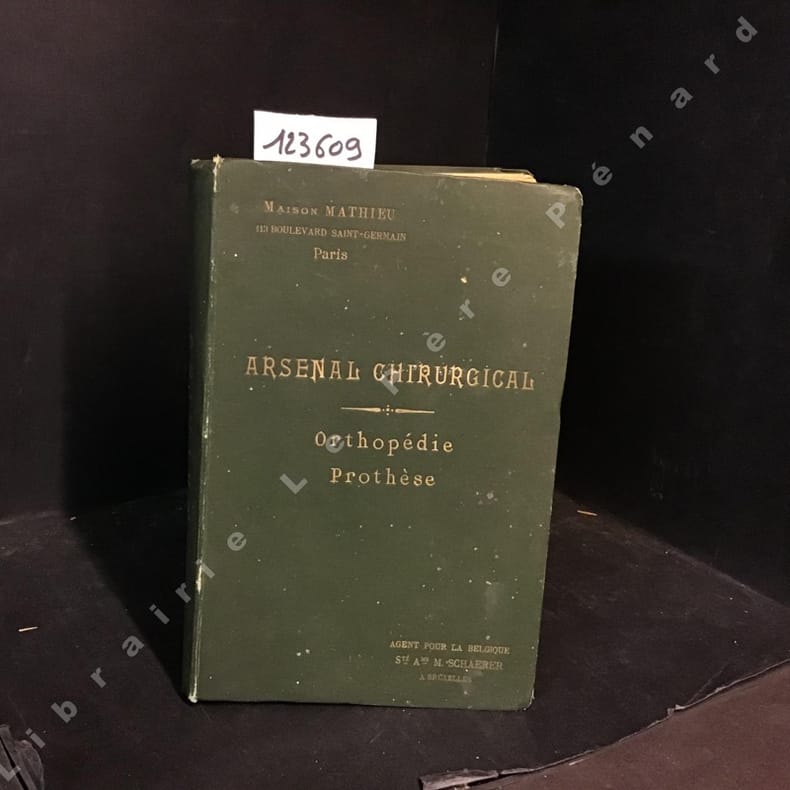 123609
Maison MATHIEU
113 BOULEVARD SAINT-GERMAIN
Paris
ARSENAL CHIRURGICAL
Orthopédie
Prothèse
AGENT POUR LA BELGIQUE
Sté Ame M. SCHAERER
A BRUXELLES
Librairie Le Père Pénard